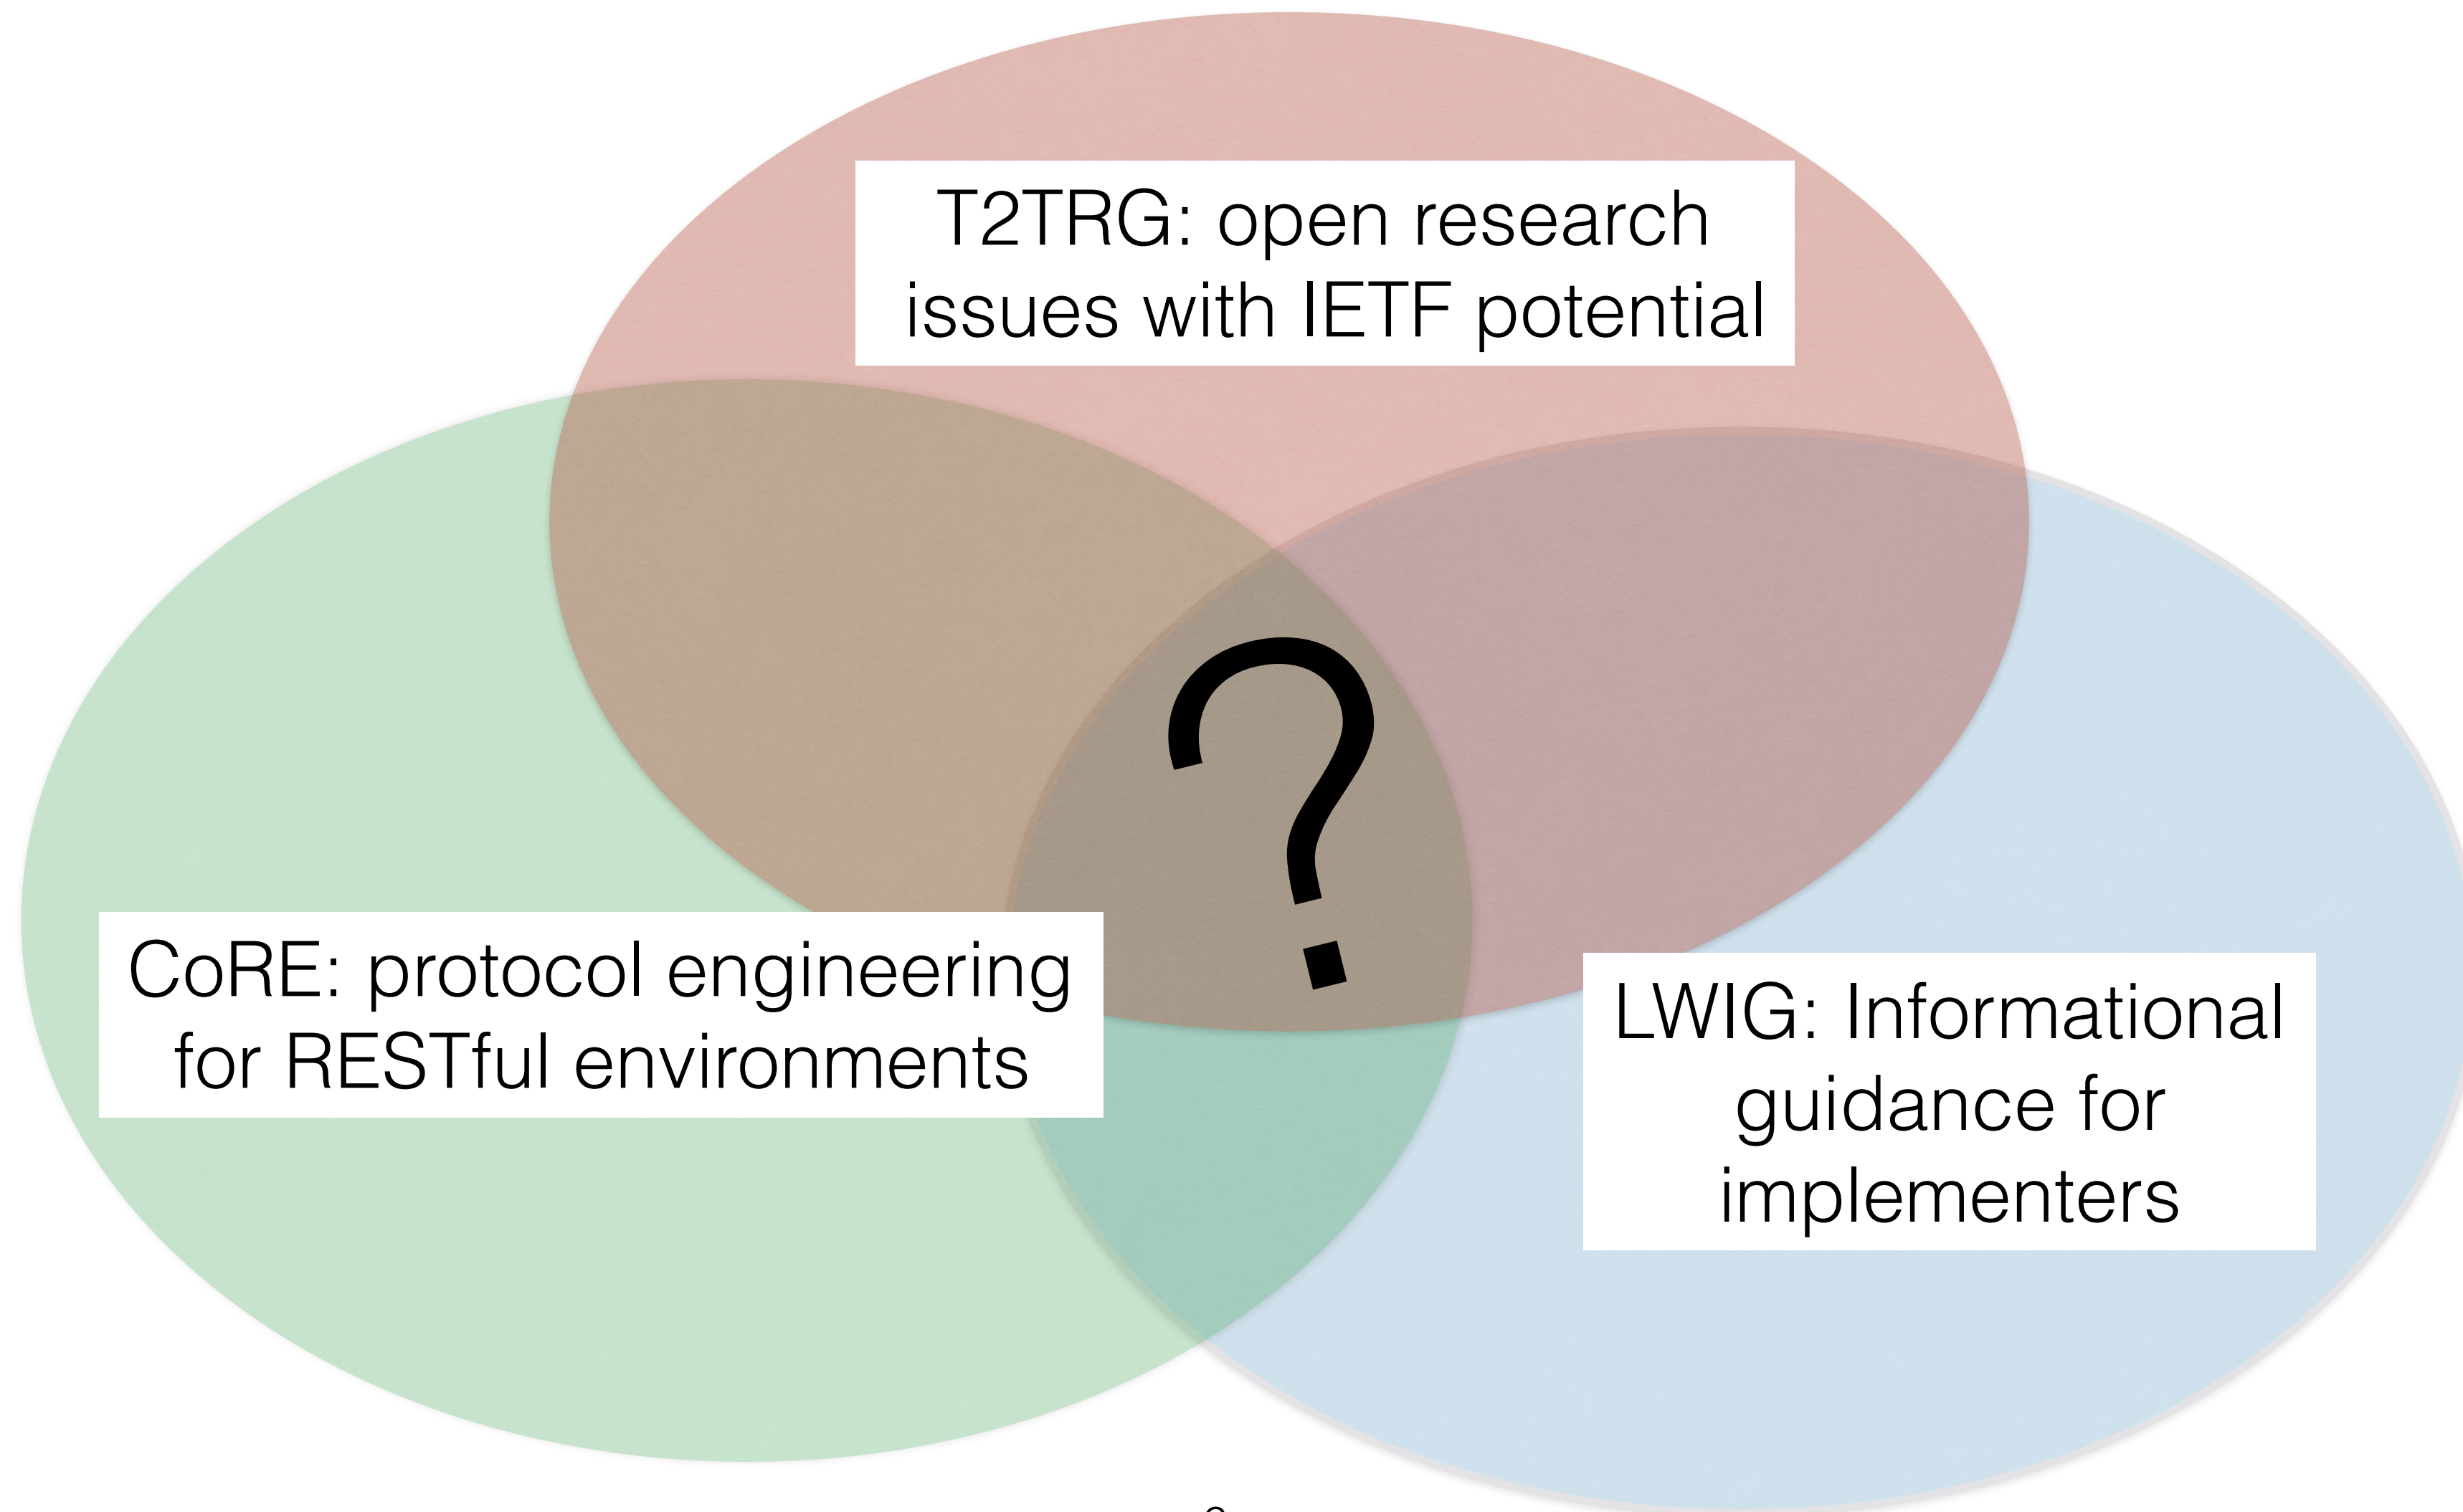 T2TRG: open research
issues with IETF potential
?
CoRE: protocol engineering
for RESTful environments
LWIG: Informational
guidance for
implementers